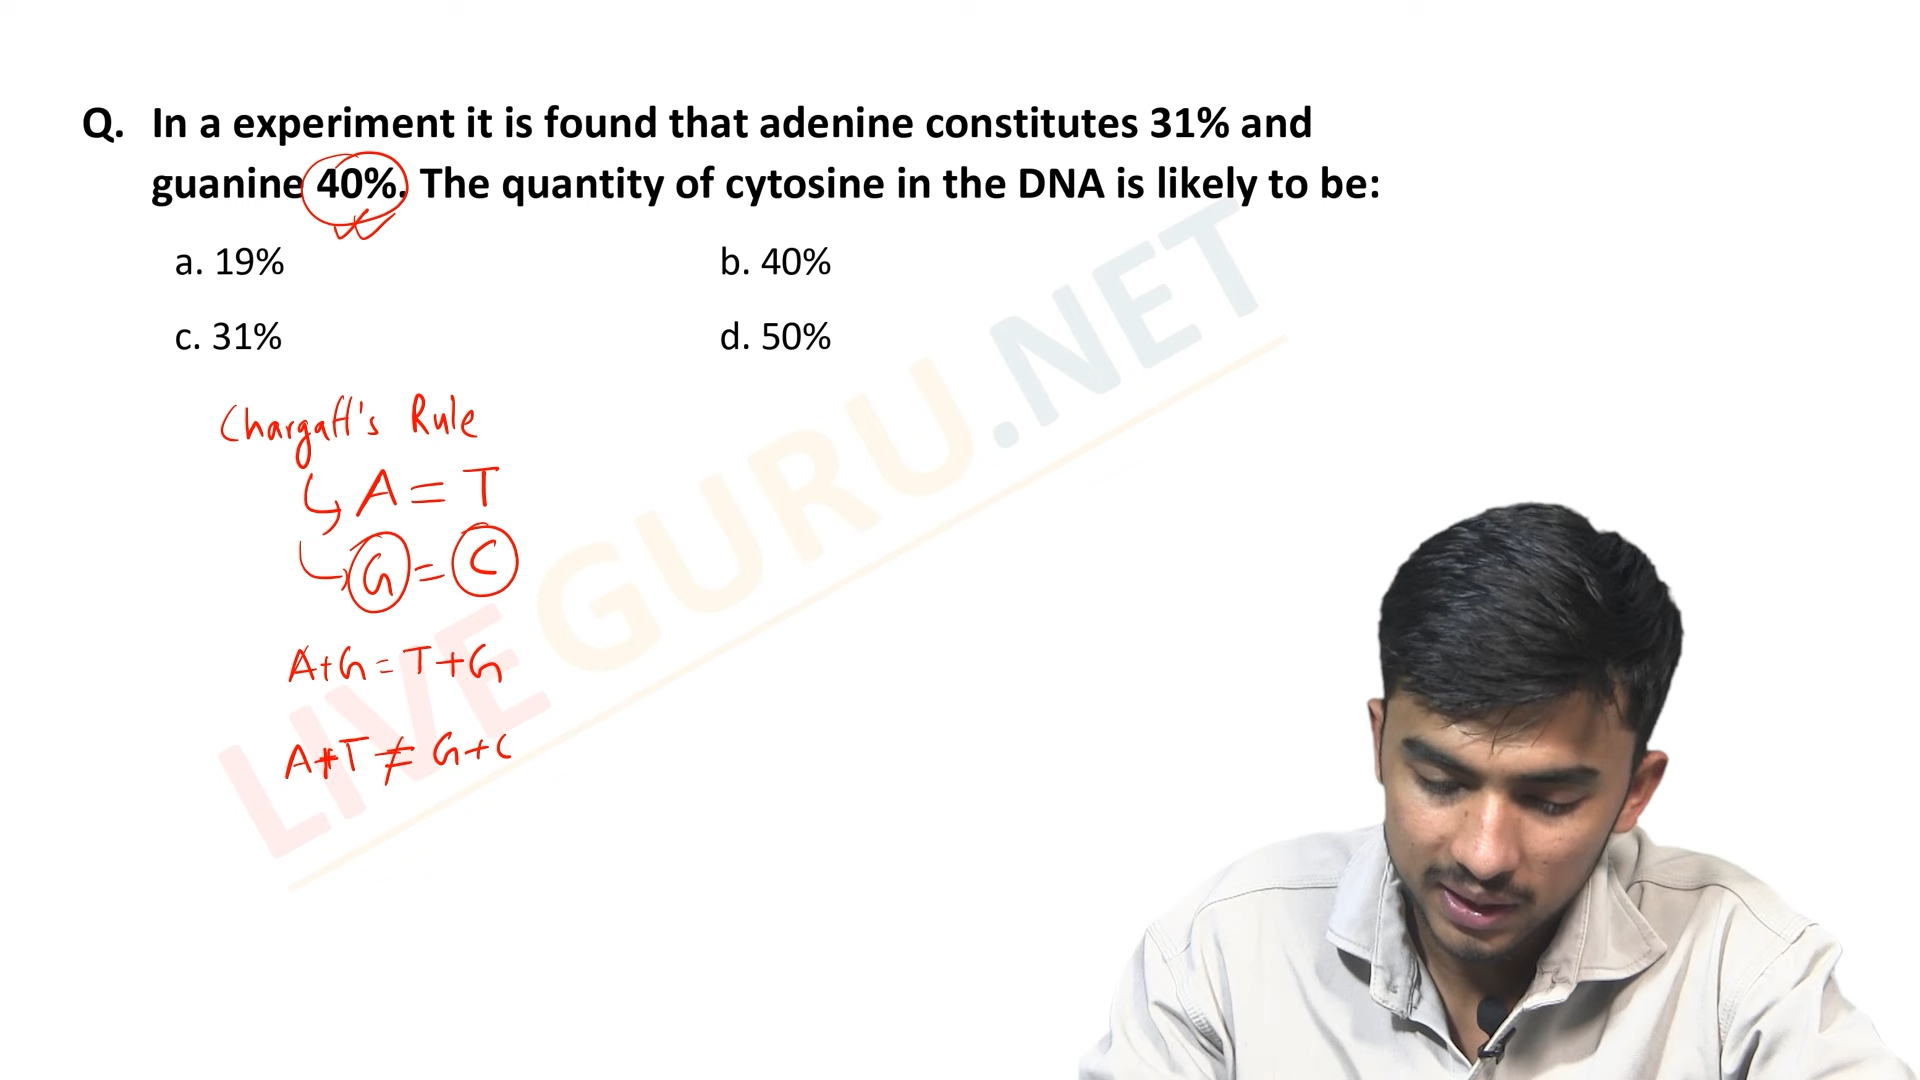 Q. In a experiment it is found that adenine constitutes 31% and
guanine 40%. The quantity of cytosine in the DNA is likely to be:
a. 19%
b. 40%
c. 31%
d. 50%
Chargaff's Rule
A = T
G = C
A+G = T+G
A+T ≠ G+C
LIVEGURU.NET